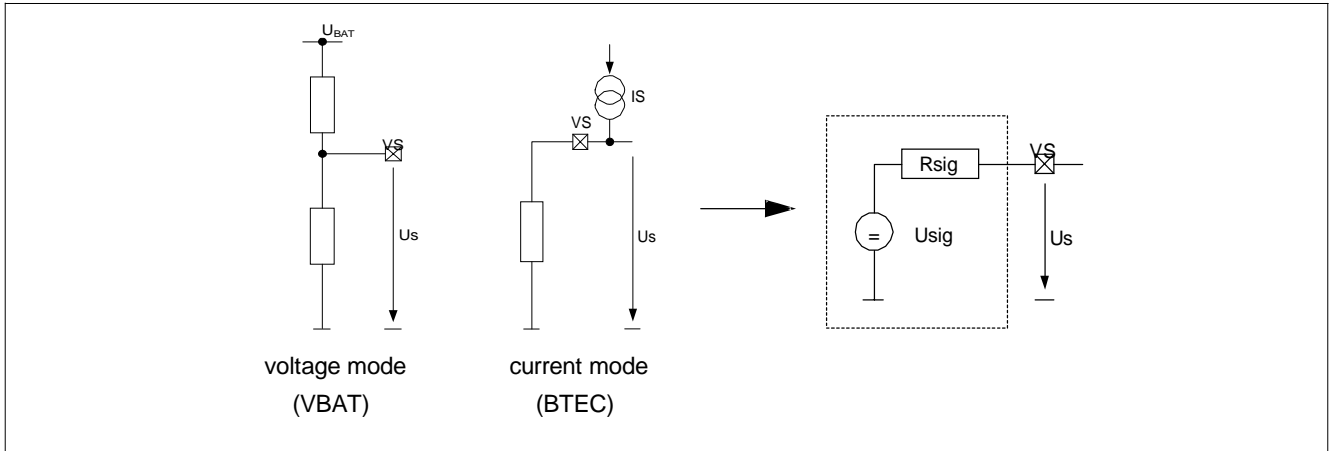 UBAT
VS
Us
voltage mode
(VBAT)
IS
VS
Us
current mode
(BTEC)
Rsig
VS
=
Usig
Us